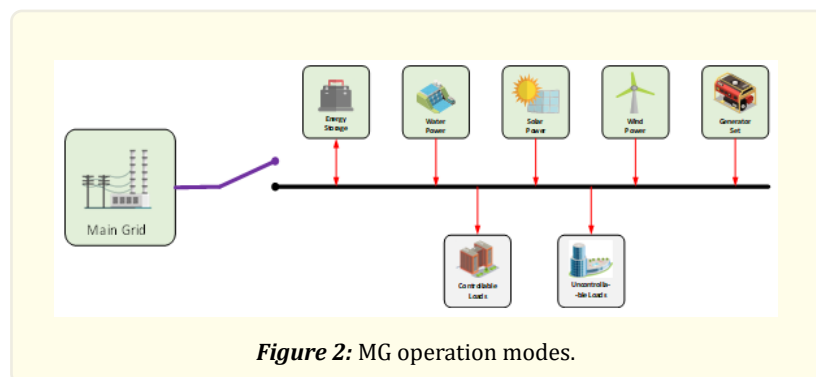 Energy
Storage
Water
Power
Solar
Power
Wind
Power
Generator
Set
Main Grid
Controllable
Loads
Uncontrolla-
-ble Loads
Figure 2: MG operation modes.